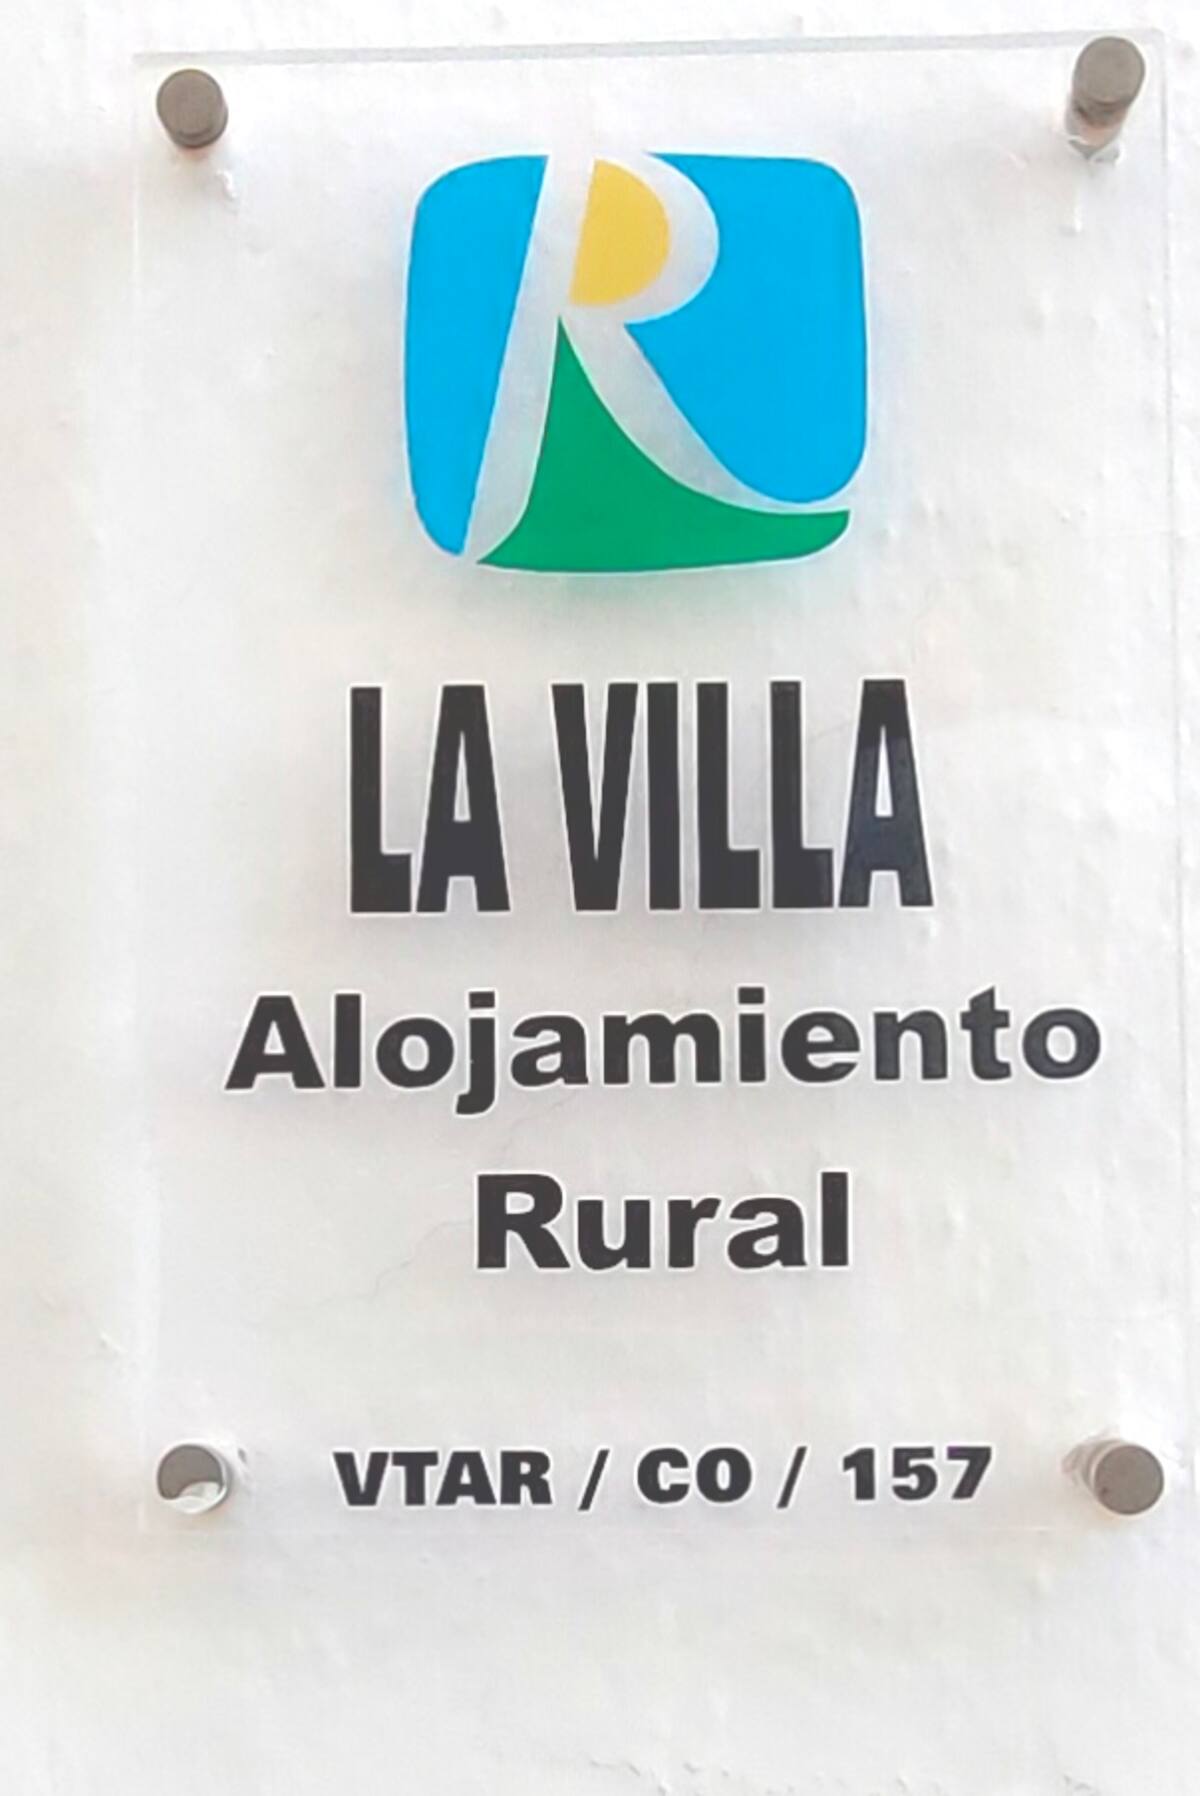 R
LA VILLA
Alojamiento
Rural
VTAR / CO / 157